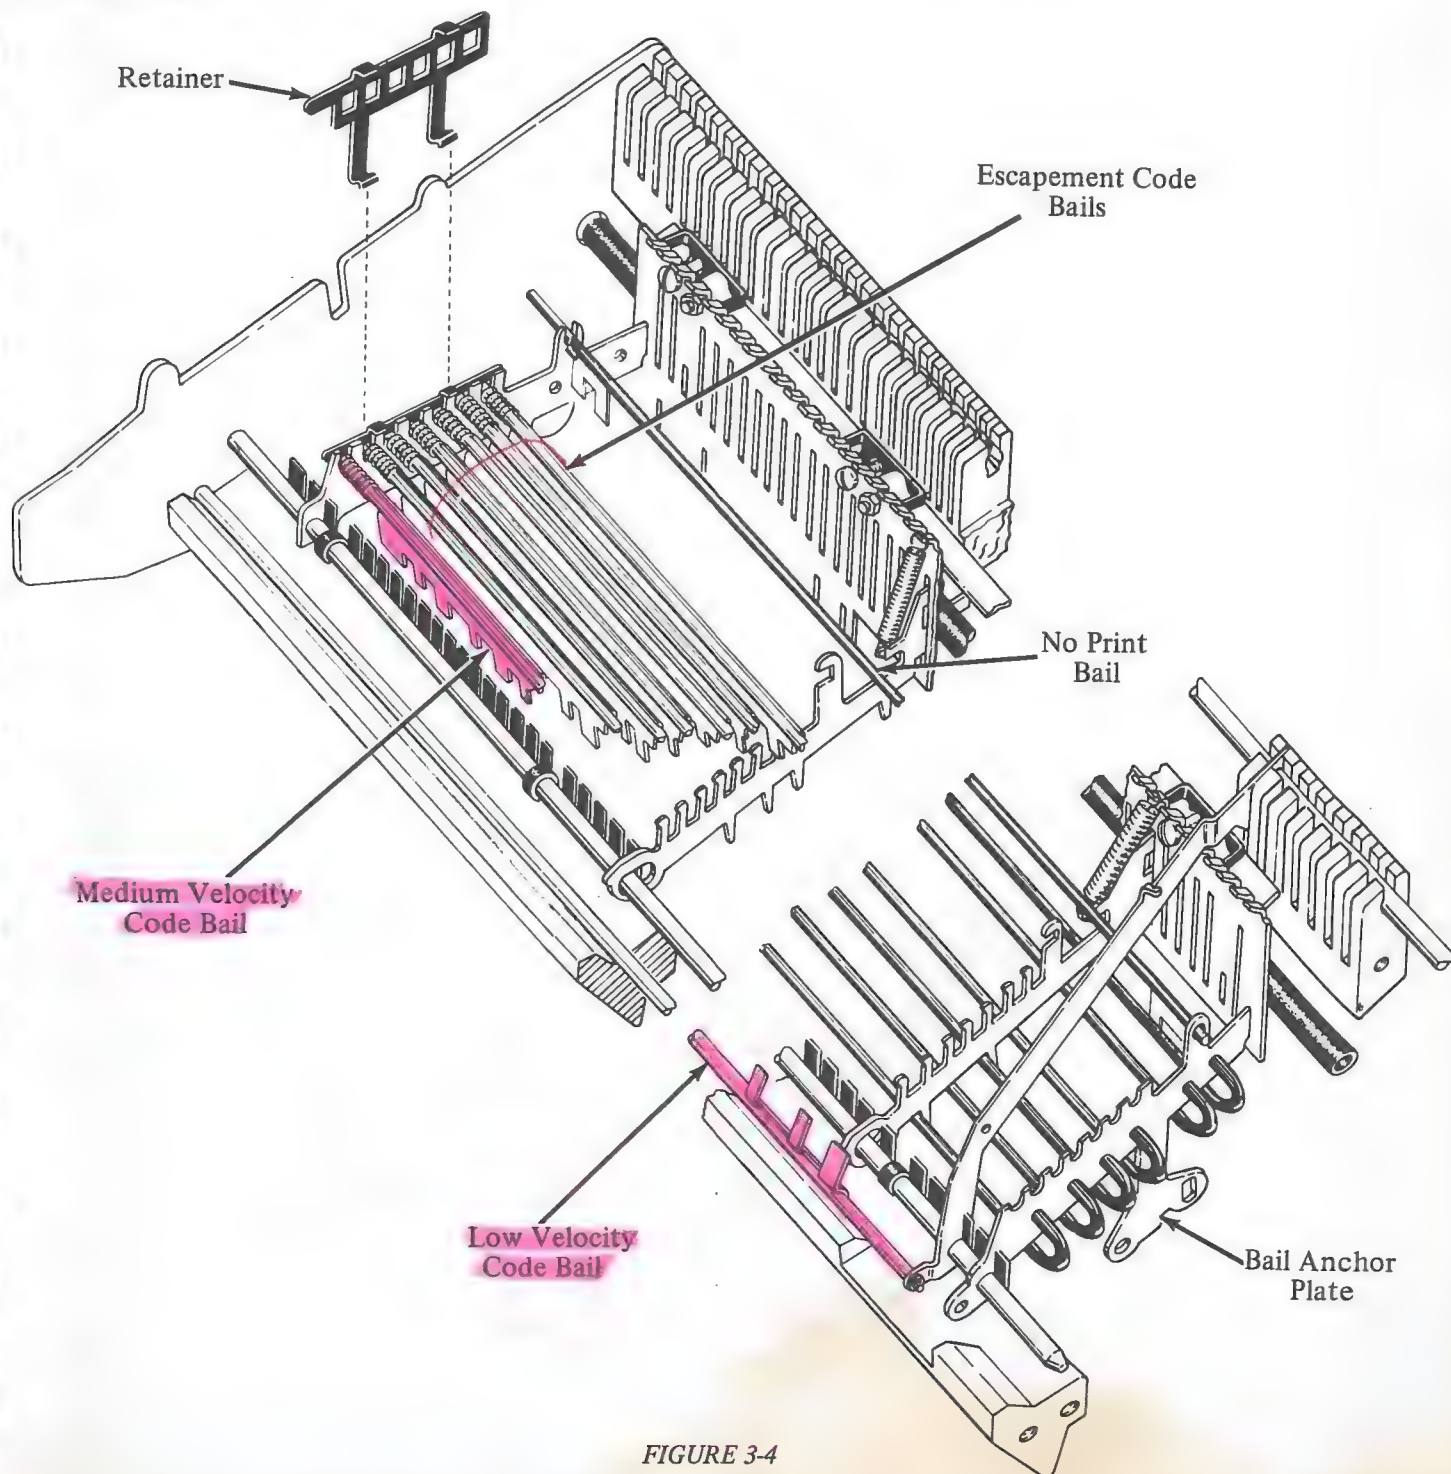 Retainer
Escapement Code
Bails
No Print
Bail
Medium Velocity
Code Bail
Low Velocity
Code Bail
Bail Anchor
Plate
FIGURE 3-4